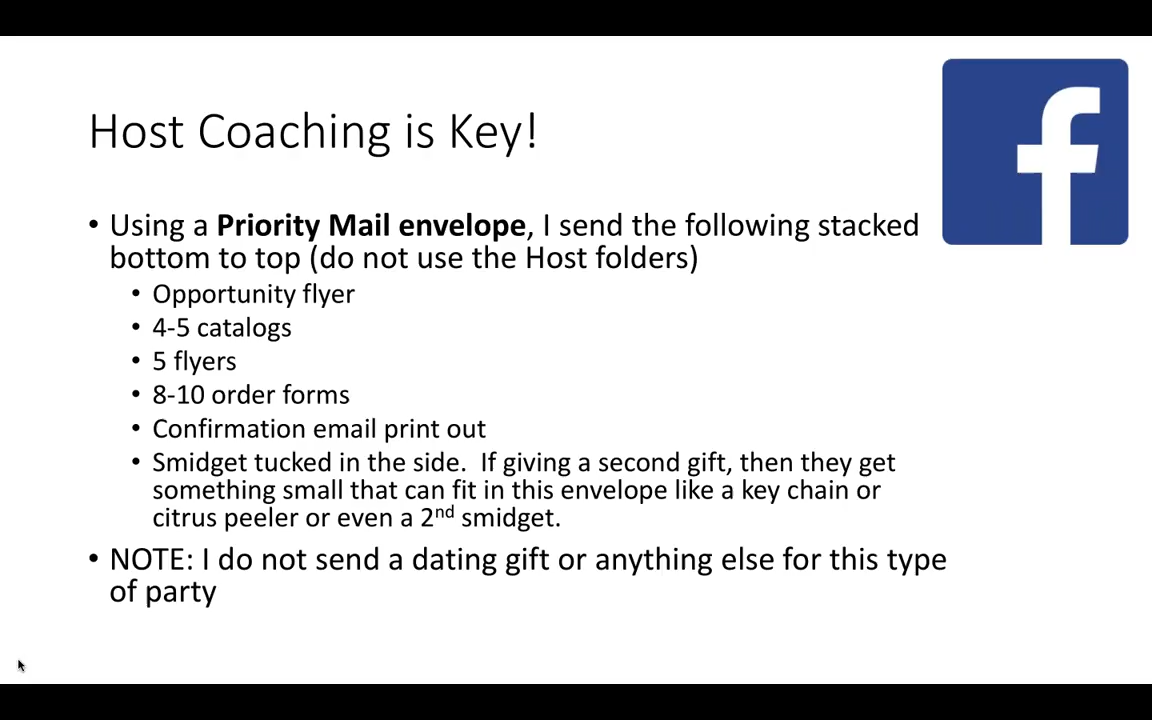 Host Coaching is Key!
• Using a Priority Mail envelope, I send the following stacked
bottom to top (do not use the Host folders)
• Opportunity flyer
• 4-5 catalogs
• 5 flyers
• 8-10 order forms
• Confirmation email print out
• Smidget tucked in the side.  If giving a second gift, then they get
something small that can fit in this envelope like a key chain or
citrus peeler or even a 2nd smidget.
• NOTE: I do not send a dating gift or anything else for this type
of party
f